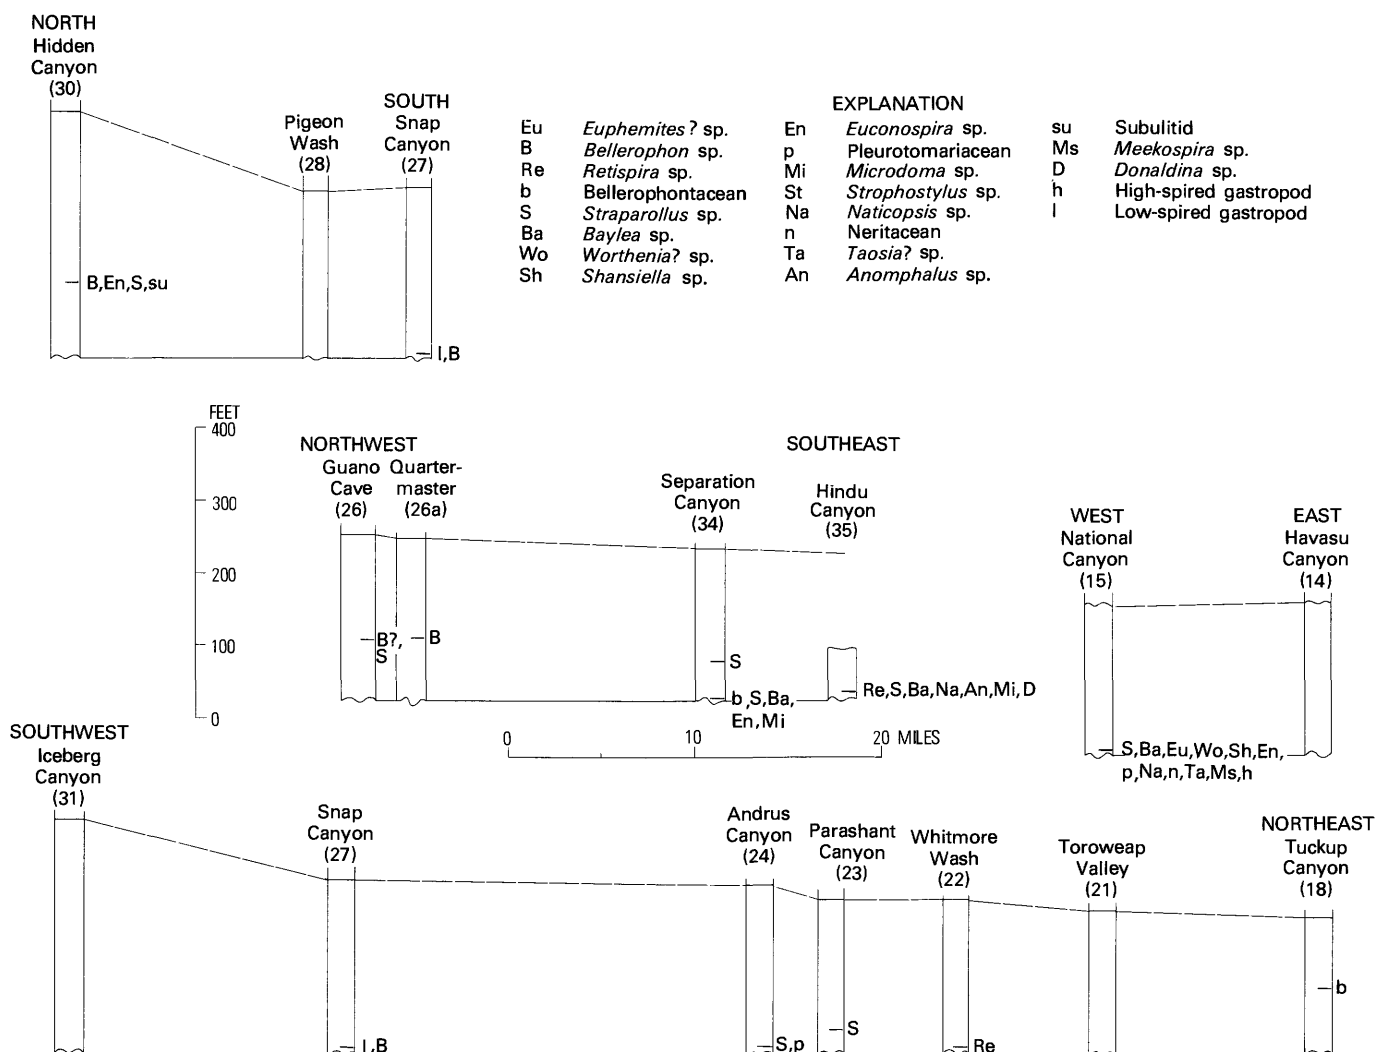 NORTH
Hidden
Canyon
(30)
Pigeon
Wash
(28)
SOUTH
Snap
Canyon
(27)
B,En,S,su
l,B
EXPLANATION
Eu Euphemites? sp.
B Bellerophon sp.
Re Retispira sp.
b Bellerophontacean
S Straparollus sp.
Ba Baylea sp.
Wo Worthenia? sp.
Sh Shansiella sp.
En Euconospira sp.
p Pleurotomariacean
Mi Microdoma sp.
St Strophostylus sp.
Na Naticopsis sp.
n Neritacean
Ta Taosia? sp.
An Anomphalus sp.
su Subulitid
Ms Meekospira sp.
D Donaldina sp.
h High-spired gastropod
l Low-spired gastropod
FEET
400
300
200
100
0
NORTHWEST
Guano
Cave
(26)
Quarter-
master
(26a)
Separation
Canyon
(34)
SOUTHEAST
Hindu
Canyon
(35)
B?,
S
B
S
b,S,Ba,
En,Mi
Re,S,Ba,Na,An,Mi,D
0 10 20 MILES
WEST
National
Canyon
(15)
EAST
Havasu
Canyon
(14)
S,Ba,Eu,Wo,Sh,En,
p,Na,n,Ta,Ms,h
SOUTHWEST
Iceberg
Canyon
(31)
Snap
Canyon
(27)
Andrus
Canyon
(24)
Parashant
Canyon
(23)
Whitmore
Wash
(22)
Toroweap
Valley
(21)
NORTHEAST
Tuckup
Canyon
(18)
l,B
S,p
S
Re
b